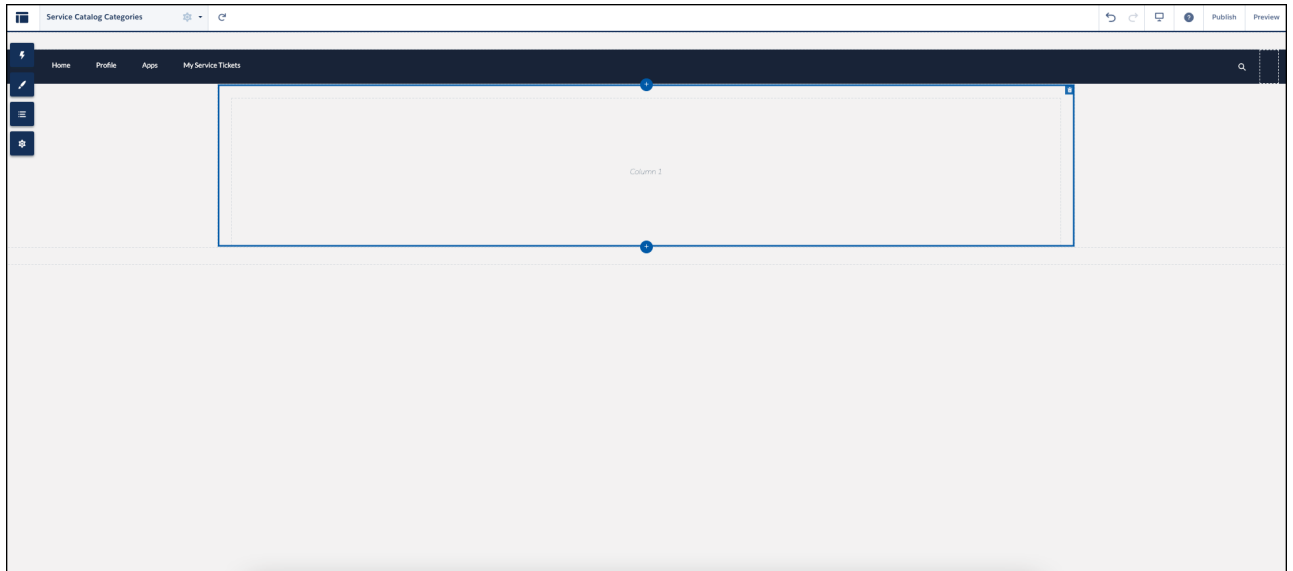 Service Catalog Categories
Publish
Preview
Home
Profile
Apps
My Service Tickets
Column 1